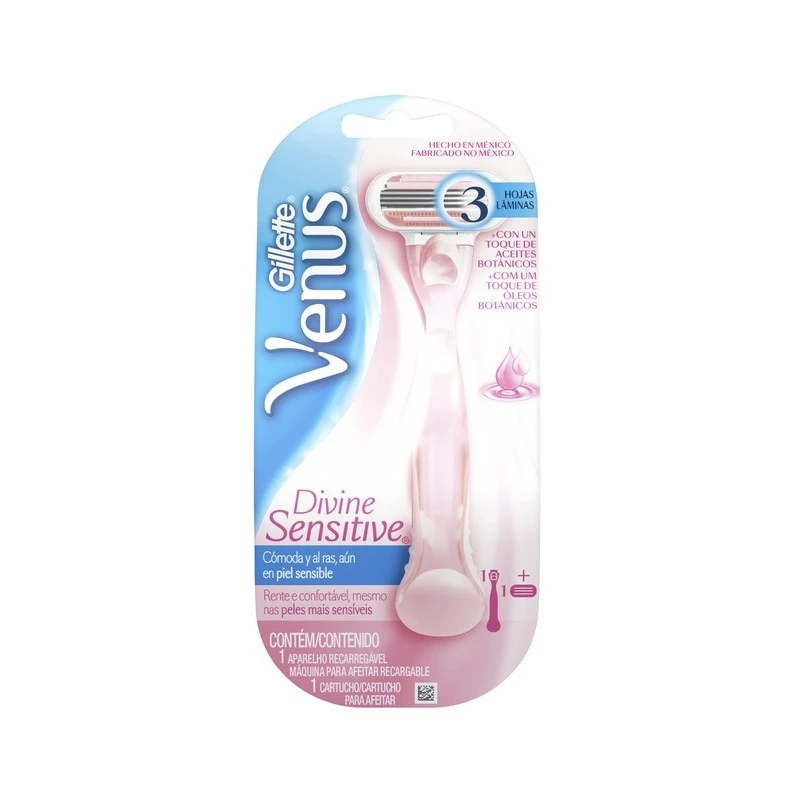 HECHO EN MÉXICO
FABRICADO NO MÉXICO
3
HOJAS
LÂMINAS
+CON UN
TOQUE DE
ACEITES
BOTÁNICOS
+COM UM
TOQUE DE
ÓLEOS
BOTÂNICOS
Gillette®
Venus®
Divine
Sensitive®
Cómoda y al ras, aún
en piel sensible
Rente e confortável, mesmo
nas peles mais sensíveis
1 +
1
CONTÉM/CONTENIDO
1 APARELHO RECARREGÁVEL
MÁQUINA PARA AFEITAR RECARGABLE
1 CARTUCHO/CARTUCHO
PARA AFEITAR